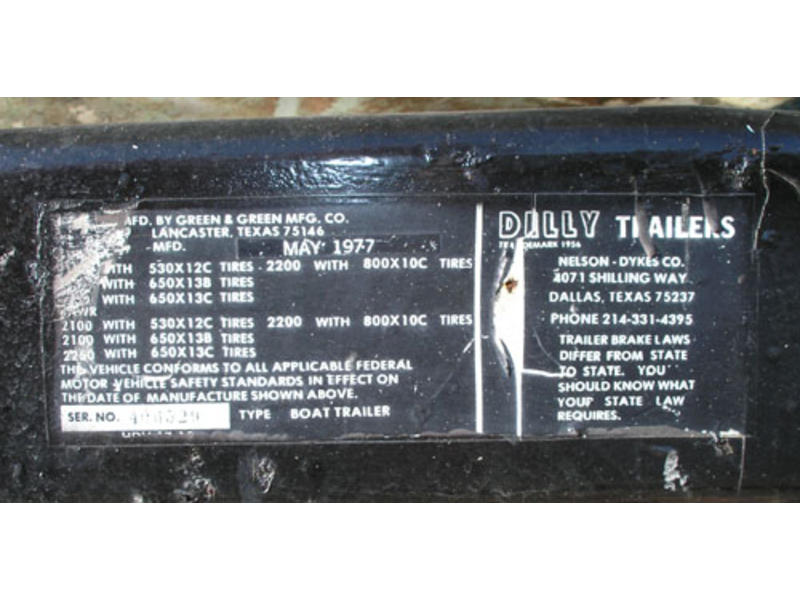 MFD. BY GREEN & GREEN MFG. CO.
LANCASTER, TEXAS 75146
MFD. MAY 1977
WITH 530X12C TIRES - 2200 WITH 800X10C TIRES
WITH 650X13B TIRES
WITH 650X13C TIRES
2100 WITH 530X12C TIRES 2200 WITH 800X10C TIRES
2100 WITH 650X13B TIRES
2260 WITH 650X13C TIRES
THIS VEHICLE CONFORMS TO ALL APPLICABLE FEDERAL
MOTOR VEHICLE SAFETY STANDARDS IN EFFECT ON
THE DATE OF MANUFACTURE SHOWN ABOVE.
SER. NO. TYPE BOAT TRAILER
DILLY TRAILERS
TRADEMARK 1956
NELSON - DYKES CO.
4071 SHILLING WAY
DALLAS, TEXAS 75237
PHONE 214-331-4395
TRAILER BRAKE LAWS
DIFFER FROM STATE
TO STATE. YOU
SHOULD KNOW WHAT
YOUR STATE LAW
REQUIRES.